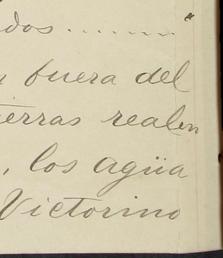 dos..........
y fuera del
tierras realen
, los agüa
Victorino